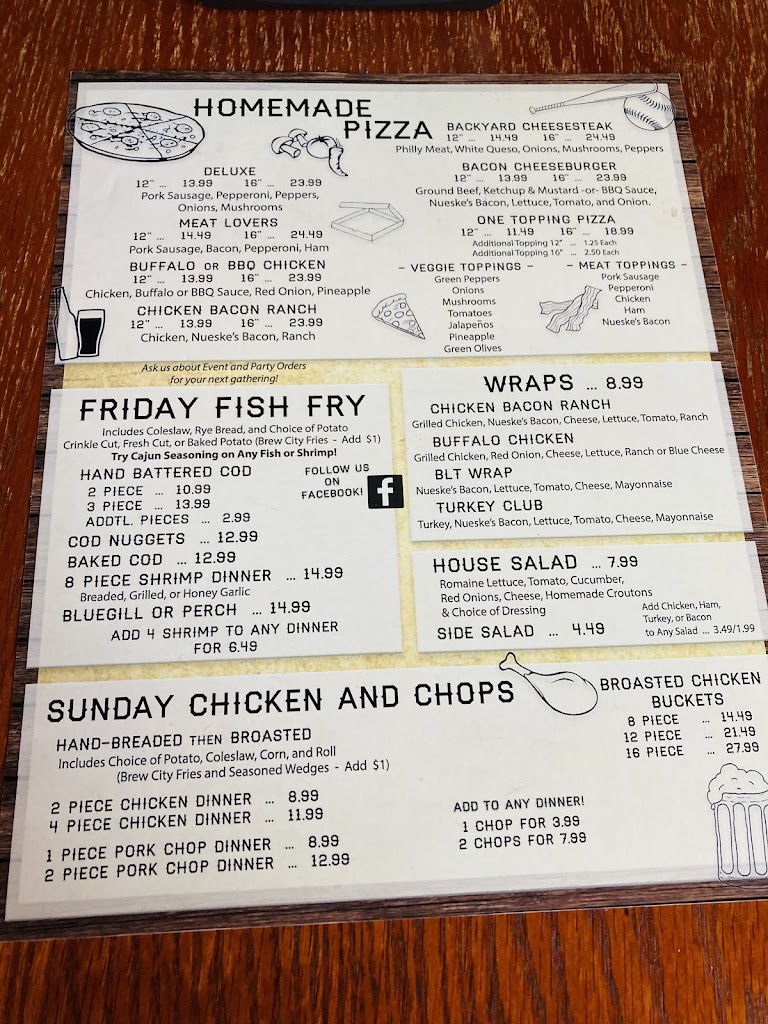 HOMEMADE
PIZZA
DELUXE
12" ... 13.99 16" ... 23.99
Pork Sausage, Pepperoni, Peppers,
Onions, Mushrooms
MEAT LOVERS
12" ... 14.49 16" ... 24.49
Pork Sausage, Bacon, Pepperoni, Ham
BUFFALO OR BBQ CHICKEN
12" ... 13.99 16" ... 23.99
Chicken, Buffalo or BBQ Sauce, Red Onion, Pineapple
CHICKEN BACON RANCH
12" ... 13.99 16" ... 23.99
Chicken, Nueske's Bacon, Ranch
BACKYARD CHEESESTEAK
12" ... 14.49 16" ... 24.49
Philly Meat, White Queso, Onions, Mushrooms, Peppers
BACON CHEESEBURGER
12" ... 13.99 16" ... 23.99
Ground Beef, Ketchup & Mustard -or- BBQ Sauce,
Nueske's Bacon, Lettuce, Tomato, and Onion.
ONE TOPPING PIZZA
12" ... 11.49 16" ... 18.99
Additional Topping 12" ... 1.25 Each
Additional Topping 16" ... 2.50 Each
- VEGGIE TOPPINGS -
Green Peppers
Onions
Mushrooms
Tomatoes
Jalapeños
Pineapple
Green Olives
- MEAT TOPPINGS -
Pork Sausage
Pepperoni
Chicken
Ham
Nueske's Bacon
Ask us about Event and Party Orders
for your next gathering!
FRIDAY FISH FRY
Includes Coleslaw, Rye Bread, and Choice of Potato
Crinkle Cut, Fresh Cut, or Baked Potato (Brew City Fries - Add $1)
Try Cajun Seasoning on Any Fish or Shrimp!
HAND BATTERED COD
2 PIECE ... 10.99
3 PIECE ... 13.99
ADDTL. PIECES ... 2.99
FOLLOW US
ON
FACEBOOK!
f
COD NUGGETS ... 12.99
BAKED COD ... 12.99
8 PIECE SHRIMP DINNER ... 14.99
Breaded, Grilled, or Honey Garlic
BLUEGILL OR PERCH ... 14.99
ADD 4 SHRIMP TO ANY DINNER
FOR 6.49
WRAPS ... 8.99
CHICKEN BACON RANCH
Grilled Chicken, Nueske's Bacon, Cheese, Lettuce, Tomato, Ranch
BUFFALO CHICKEN
Grilled Chicken, Red Onion, Cheese, Lettuce, Ranch or Blue Cheese
BLT WRAP
Nueske's Bacon, Lettuce, Tomato, Cheese, Mayonnaise
TURKEY CLUB
Turkey, Nueske's Bacon, Lettuce, Tomato, Cheese, Mayonnaise
HOUSE SALAD ... 7.99
Romaine Lettuce, Tomato, Cucumber,
Red Onions, Cheese, Homemade Croutons
& Choice of Dressing
SIDE SALAD ... 4.49
Add Chicken, Ham,
Turkey, or Bacon
to Any Salad ... 3.49/1.99
SUNDAY CHICKEN AND CHOPS
HAND-BREADED THEN BROASTED
Includes Choice of Potato, Coleslaw, Corn, and Roll
(Brew City Fries and Seasoned Wedges - Add $1)
2 PIECE CHICKEN DINNER ... 8.99
4 PIECE CHICKEN DINNER ... 11.99
1 PIECE PORK CHOP DINNER ... 8.99
2 PIECE PORK CHOP DINNER ... 12.99
ADD TO ANY DINNER!
1 CHOP FOR 3.99
2 CHOPS FOR 7.99
BROASTED CHICKEN
BUCKETS
8 PIECE ... 14.49
12 PIECE ... 21.49
16 PIECE ... 27.99